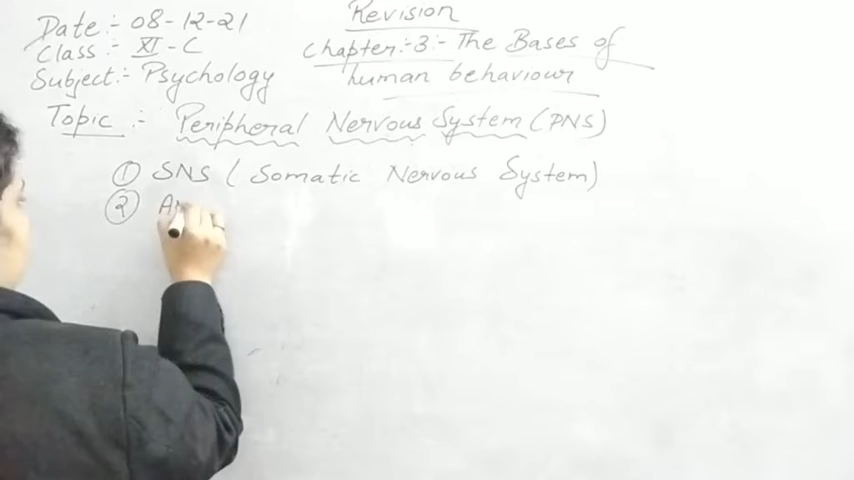 Date:- 08-12-21
Class:- XI-C
Subject:- Psychology
Revision
Chapter:-3:- The Bases of
human behaviour
Topic:- Peripheral Nervous System (PNS)
① SNS (Somatic Nervous System)
② AN